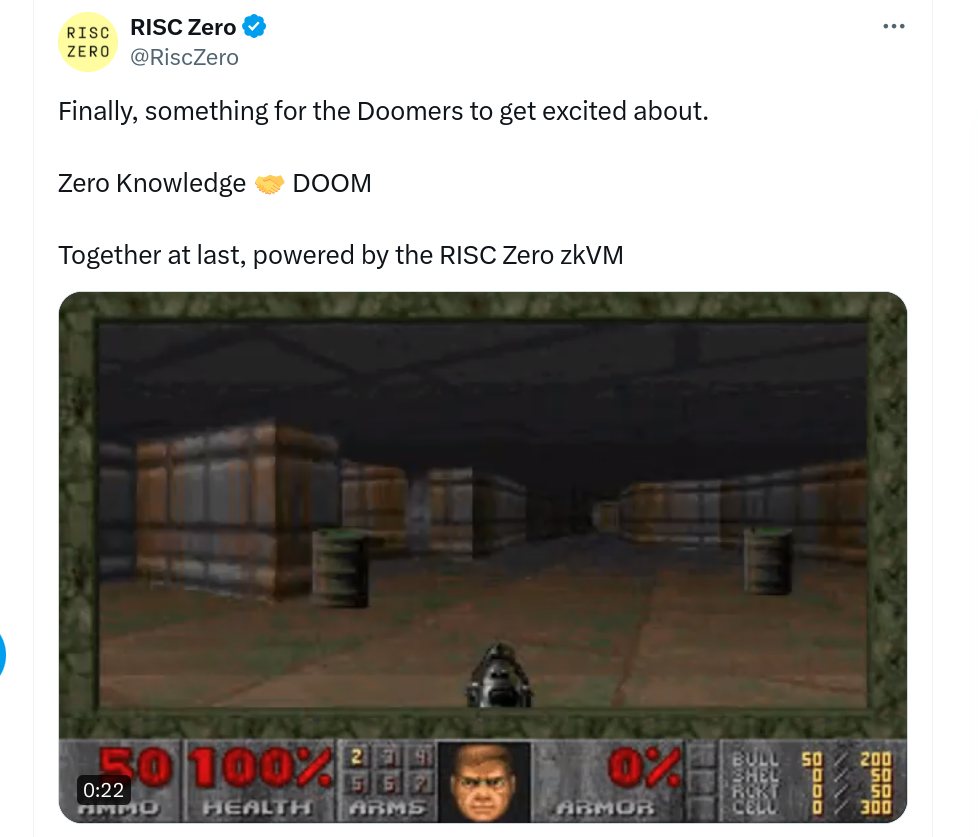 RISC
ZERO
RISC Zero
@RiscZero
Finally, something for the Doomers to get excited about.
Zero Knowledge 🤝 DOOM
Together at last, powered by the RISC Zero zkVM
50 100% 2 3 4 0% BULL 50 / 200
5 6 7 SHEL 0 / 50
0:22 RCKT 0 / 50
AMMO HEALTH ARMS ARMOR CELL 0 / 300